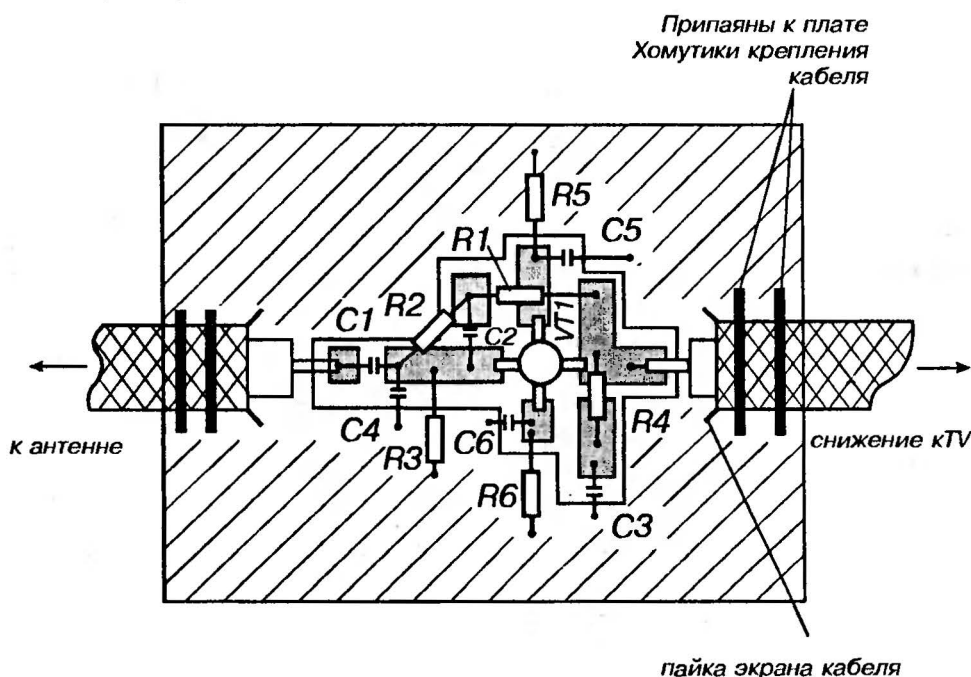 Припаяны к плате
Хомутики крепления
кабеля
R5
C5
R1
R2
C1
VT1
C2
C4
R3
C6
R4
к антенне
снижение кTV
R6
C3
пайка экрана кабеля